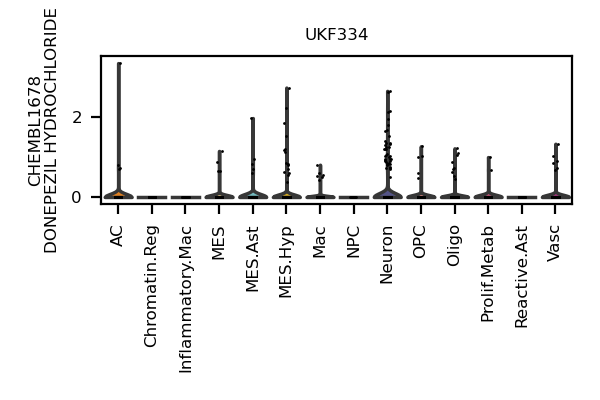 UKF334
CHEMBL1678
DONEPEZIL HYDROCHLORIDE
2
0
AC
Chromatin.Reg
Inflammatory.Mac
MES
MES.Ast
MES.Hyp
Mac
NPC
Neuron
OPC
Oligo
Prolif.Metab
Reactive.Ast
Vasc